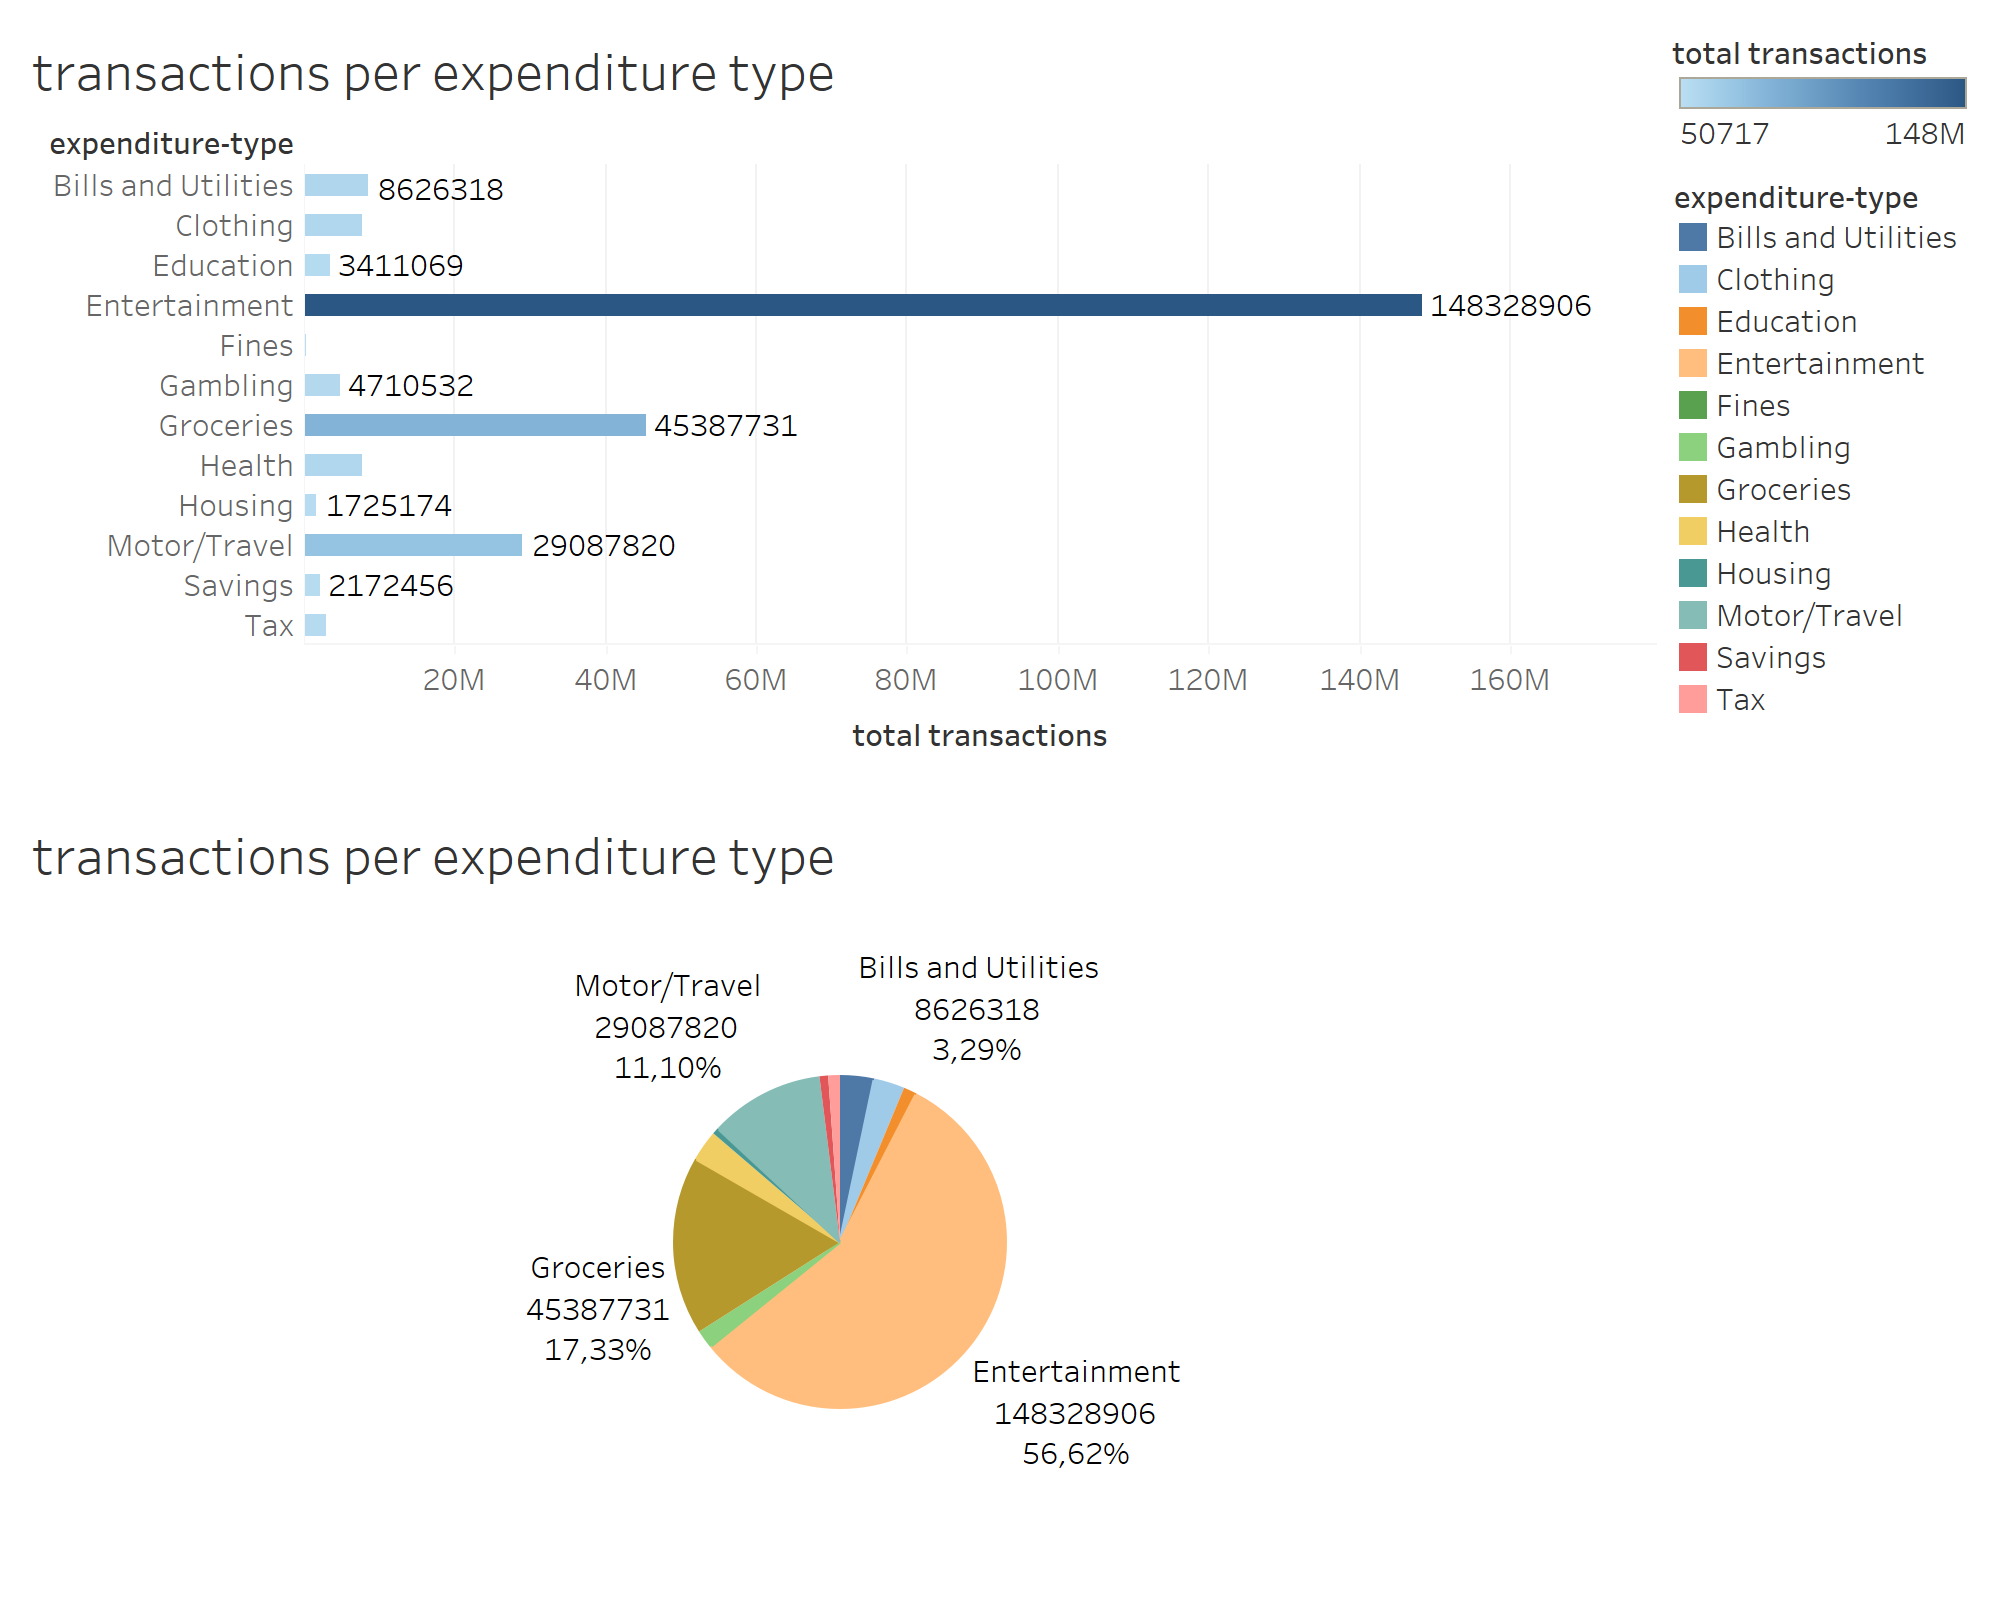 transactions per expenditure type
expenditure-type
Bills and Utilities 8626318
Clothing
Education 3411069
Entertainment 148328906
Fines
Gambling 4710532
Groceries 45387731
Health
Housing 1725174
Motor/Travel 29087820
Savings 2172456
Tax
20M 40M 60M 80M 100M 120M 140M 160M
total transactions
total transactions
50717 148M
expenditure-type
Bills and Utilities
Clothing
Education
Entertainment
Fines
Gambling
Groceries
Health
Housing
Motor/Travel
Savings
Tax
transactions per expenditure type
Motor/Travel
29087820
11,10%
Bills and Utilities
8626318
3,29%
Groceries
45387731
17,33%
Entertainment
148328906
56,62%